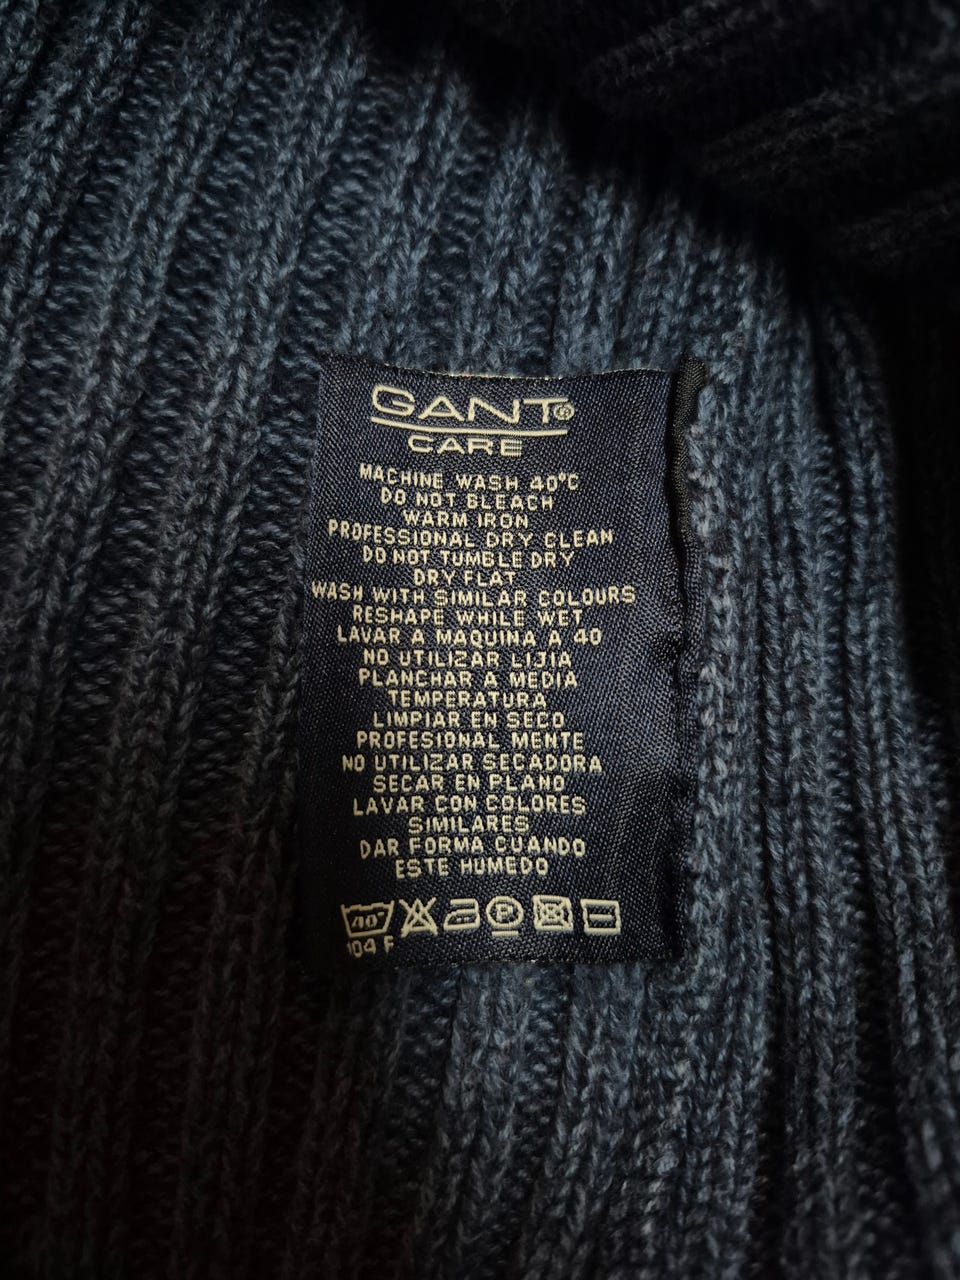 GANT®
CARE
MACHINE WASH 40°C
DO NOT BLEACH
WARM IRON
PROFESSIONAL DRY CLEAN
DO NOT TUMBLE DRY
DRY FLAT
WASH WITH SIMILAR COLOURS
RESHAPE WHILE WET
LAVAR A MAQUINA A 40
NO UTILIZAR LIJIA
PLANCHAR A MEDIA
TEMPERATURA
LIMPIAR EN SECO
PROFESIONAL MENTE
NO UTILIZAR SECADORA
SECAR EN PLANO
LAVAR CON COLORES
SIMILARES
DAR FORMA CUANDO
ESTE HUMEDO
40° P
104 F